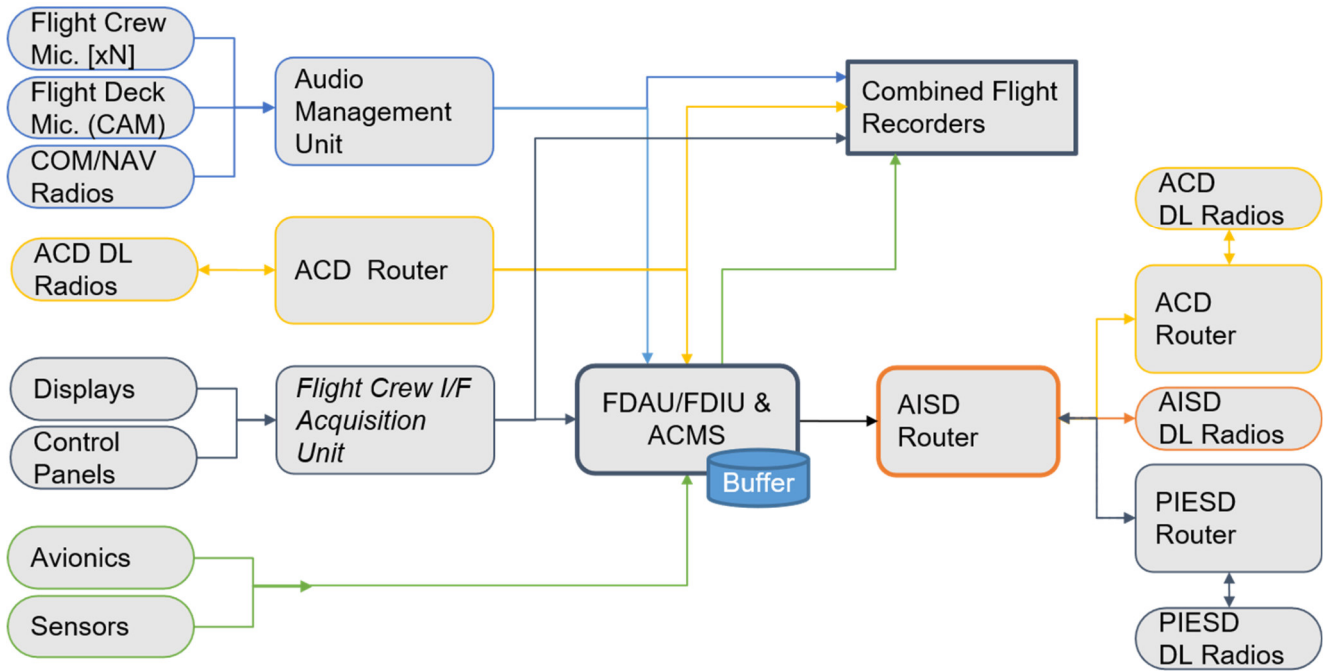 Flight Crew
Mic. [xN]
Flight Deck
Mic. (CAM)
COM/NAV
Radios
Audio
Management
Unit
Combined Flight
Recorders
ACD DL
Radios
ACD Router
Displays
Control
Panels
Flight Crew I/F
Acquisition
Unit
FDAU/FDIU &
ACMS
Buffer
AISD
Router
ACD
DL Radios
ACD
Router
AISD
DL Radios
PIESD
Router
PIESD
DL Radios
Avionics
Sensors